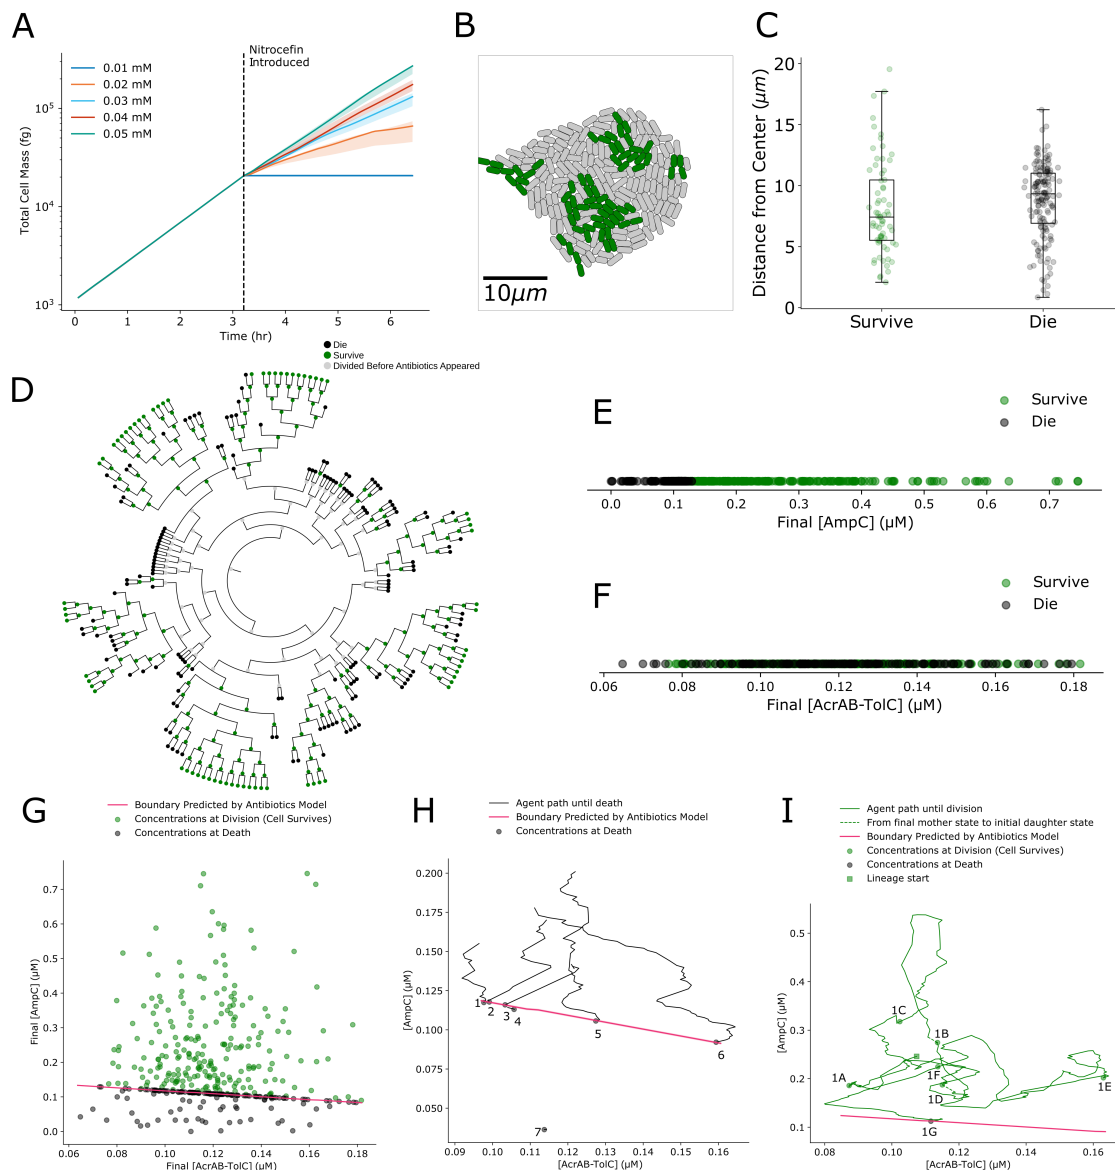 A
Nitrocefin
Introduced
0.01 mM
0.02 mM
0.03 mM
0.04 mM
0.05 mM
10⁵
10⁴
10³
Total Cell Mass (fg)
0 1 2 3 4 5 6
Time (hr)
B
10μm
C
20
15
10
5
0
Distance from Center (μm)
Survive Die
D
Die
Survive
Divided Before Antibiotics Appeared
E
Survive
Die
0.0 0.1 0.2 0.3 0.4 0.5 0.6 0.7
Final [AmpC] (μM)
F
Survive
Die
0.06 0.08 0.10 0.12 0.14 0.16 0.18
Final [AcrAB-TolC] (μM)
G
Boundary Predicted by Antibiotics Model
Concentrations at Division (Cell Survives)
Concentrations at Death
0.7
0.6
0.5
0.4
0.3
0.2
0.1
0.0
Final [AmpC] (μM)
0.06 0.08 0.10 0.12 0.14 0.16 0.18
Final [AcrAB-TolC] (μM)
H
Agent path until death
Boundary Predicted by Antibiotics Model
Concentrations at Death
0.200
0.175
0.150
0.125
0.100
0.075
0.050
[AmpC] (μM)
1
2
3
4
5
6
7
0.09 0.10 0.11 0.12 0.13 0.14 0.15 0.16
[AcrAB-TolC] (μM)
I
Agent path until division
From final mother state to initial daughter state
Boundary Predicted by Antibiotics Model
Concentrations at Division (Cell Survives)
Concentrations at Death
Lineage start
0.5
0.4
0.3
0.2
0.1
[AmpC] (μM)
1C
1B
1A
1F
1E
1D
1G
0.08 0.10 0.12 0.14 0.16
[AcrAB-TolC] (μM)